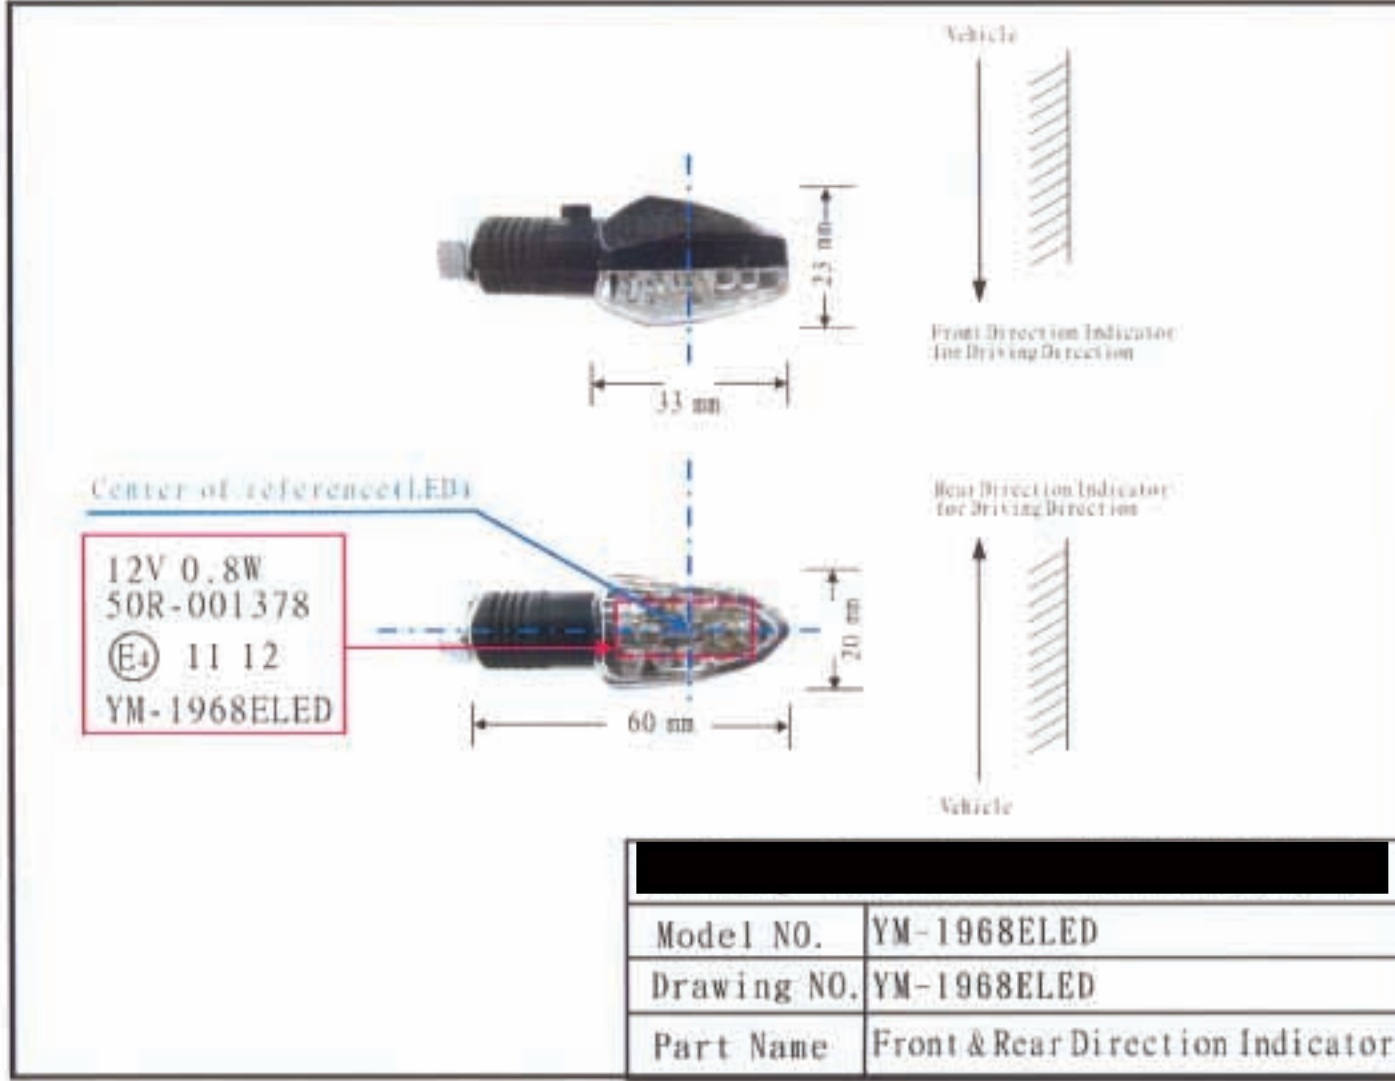 Vehicle
23 mm
Front Direction Indicator
for Driving Direction
33 mm
Center of reference(LED)
Rear Direction Indicator
for Driving Direction
12V 0.8W
50R-001378
E4 11 12
YM-1968ELED
20 mm
60 mm
Vehicle
Model NO. YM-1968ELED
Drawing NO. YM-1968ELED
Part Name Front & Rear Direction Indicator